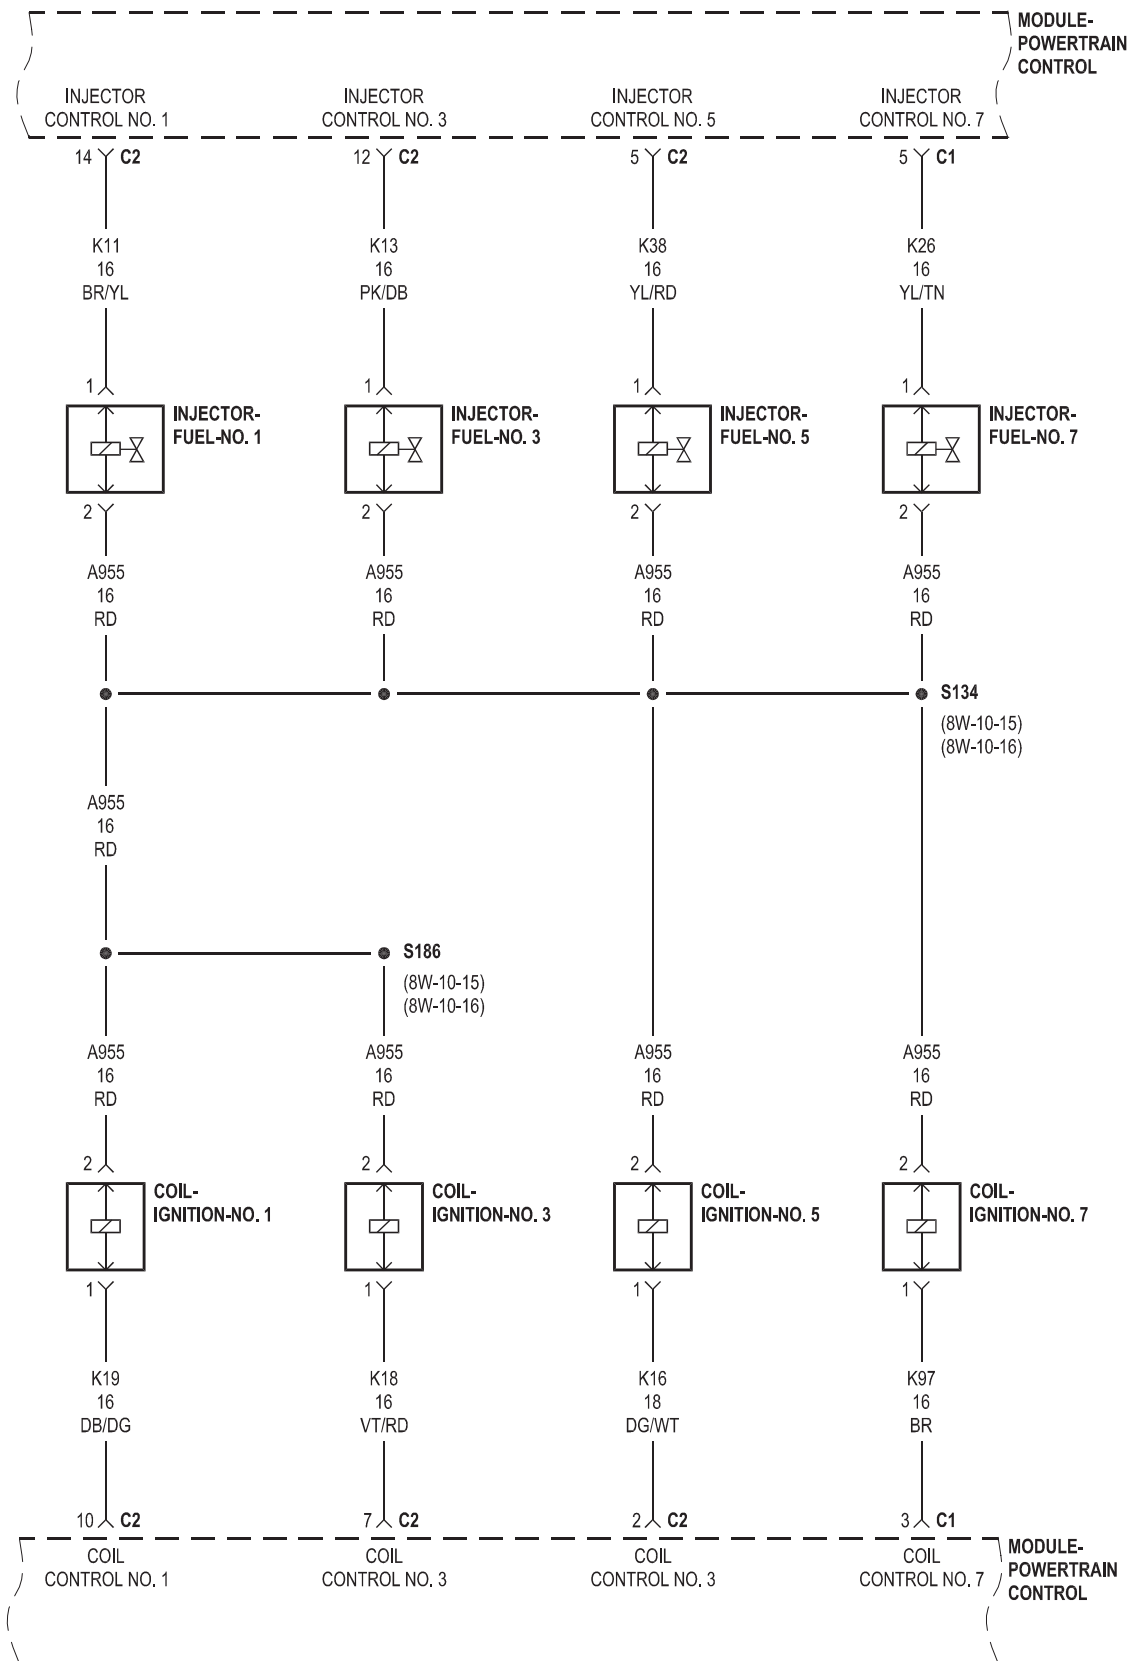 MODULE-
POWERTRAIN
CONTROL
INJECTOR
CONTROL NO. 1
INJECTOR
CONTROL NO. 3
INJECTOR
CONTROL NO. 5
INJECTOR
CONTROL NO. 7
14 C2
12 C2
5 C2
5 C1
K11
16
BR/YL
K13
16
PK/DB
K38
16
YL/RD
K26
16
YL/TN
1
1
1
1
INJECTOR-
FUEL-NO. 1
INJECTOR-
FUEL-NO. 3
INJECTOR-
FUEL-NO. 5
INJECTOR-
FUEL-NO. 7
2
2
2
2
A955
16
RD
A955
16
RD
A955
16
RD
A955
16
RD
S134
(8W-10-15)
(8W-10-16)
A955
16
RD
S186
(8W-10-15)
(8W-10-16)
A955
16
RD
A955
16
RD
A955
16
RD
A955
16
RD
2
2
2
2
COIL-
IGNITION-NO. 1
COIL-
IGNITION-NO. 3
COIL-
IGNITION-NO. 5
COIL-
IGNITION-NO. 7
1
1
1
1
K19
16
DB/DG
K18
16
VT/RD
K16
18
DG/WT
K97
16
BR
10 C2
7 C2
2 C2
3 C1
COIL
CONTROL NO. 1
COIL
CONTROL NO. 3
COIL
CONTROL NO. 3
COIL
CONTROL NO. 7
MODULE-
POWERTRAIN
CONTROL